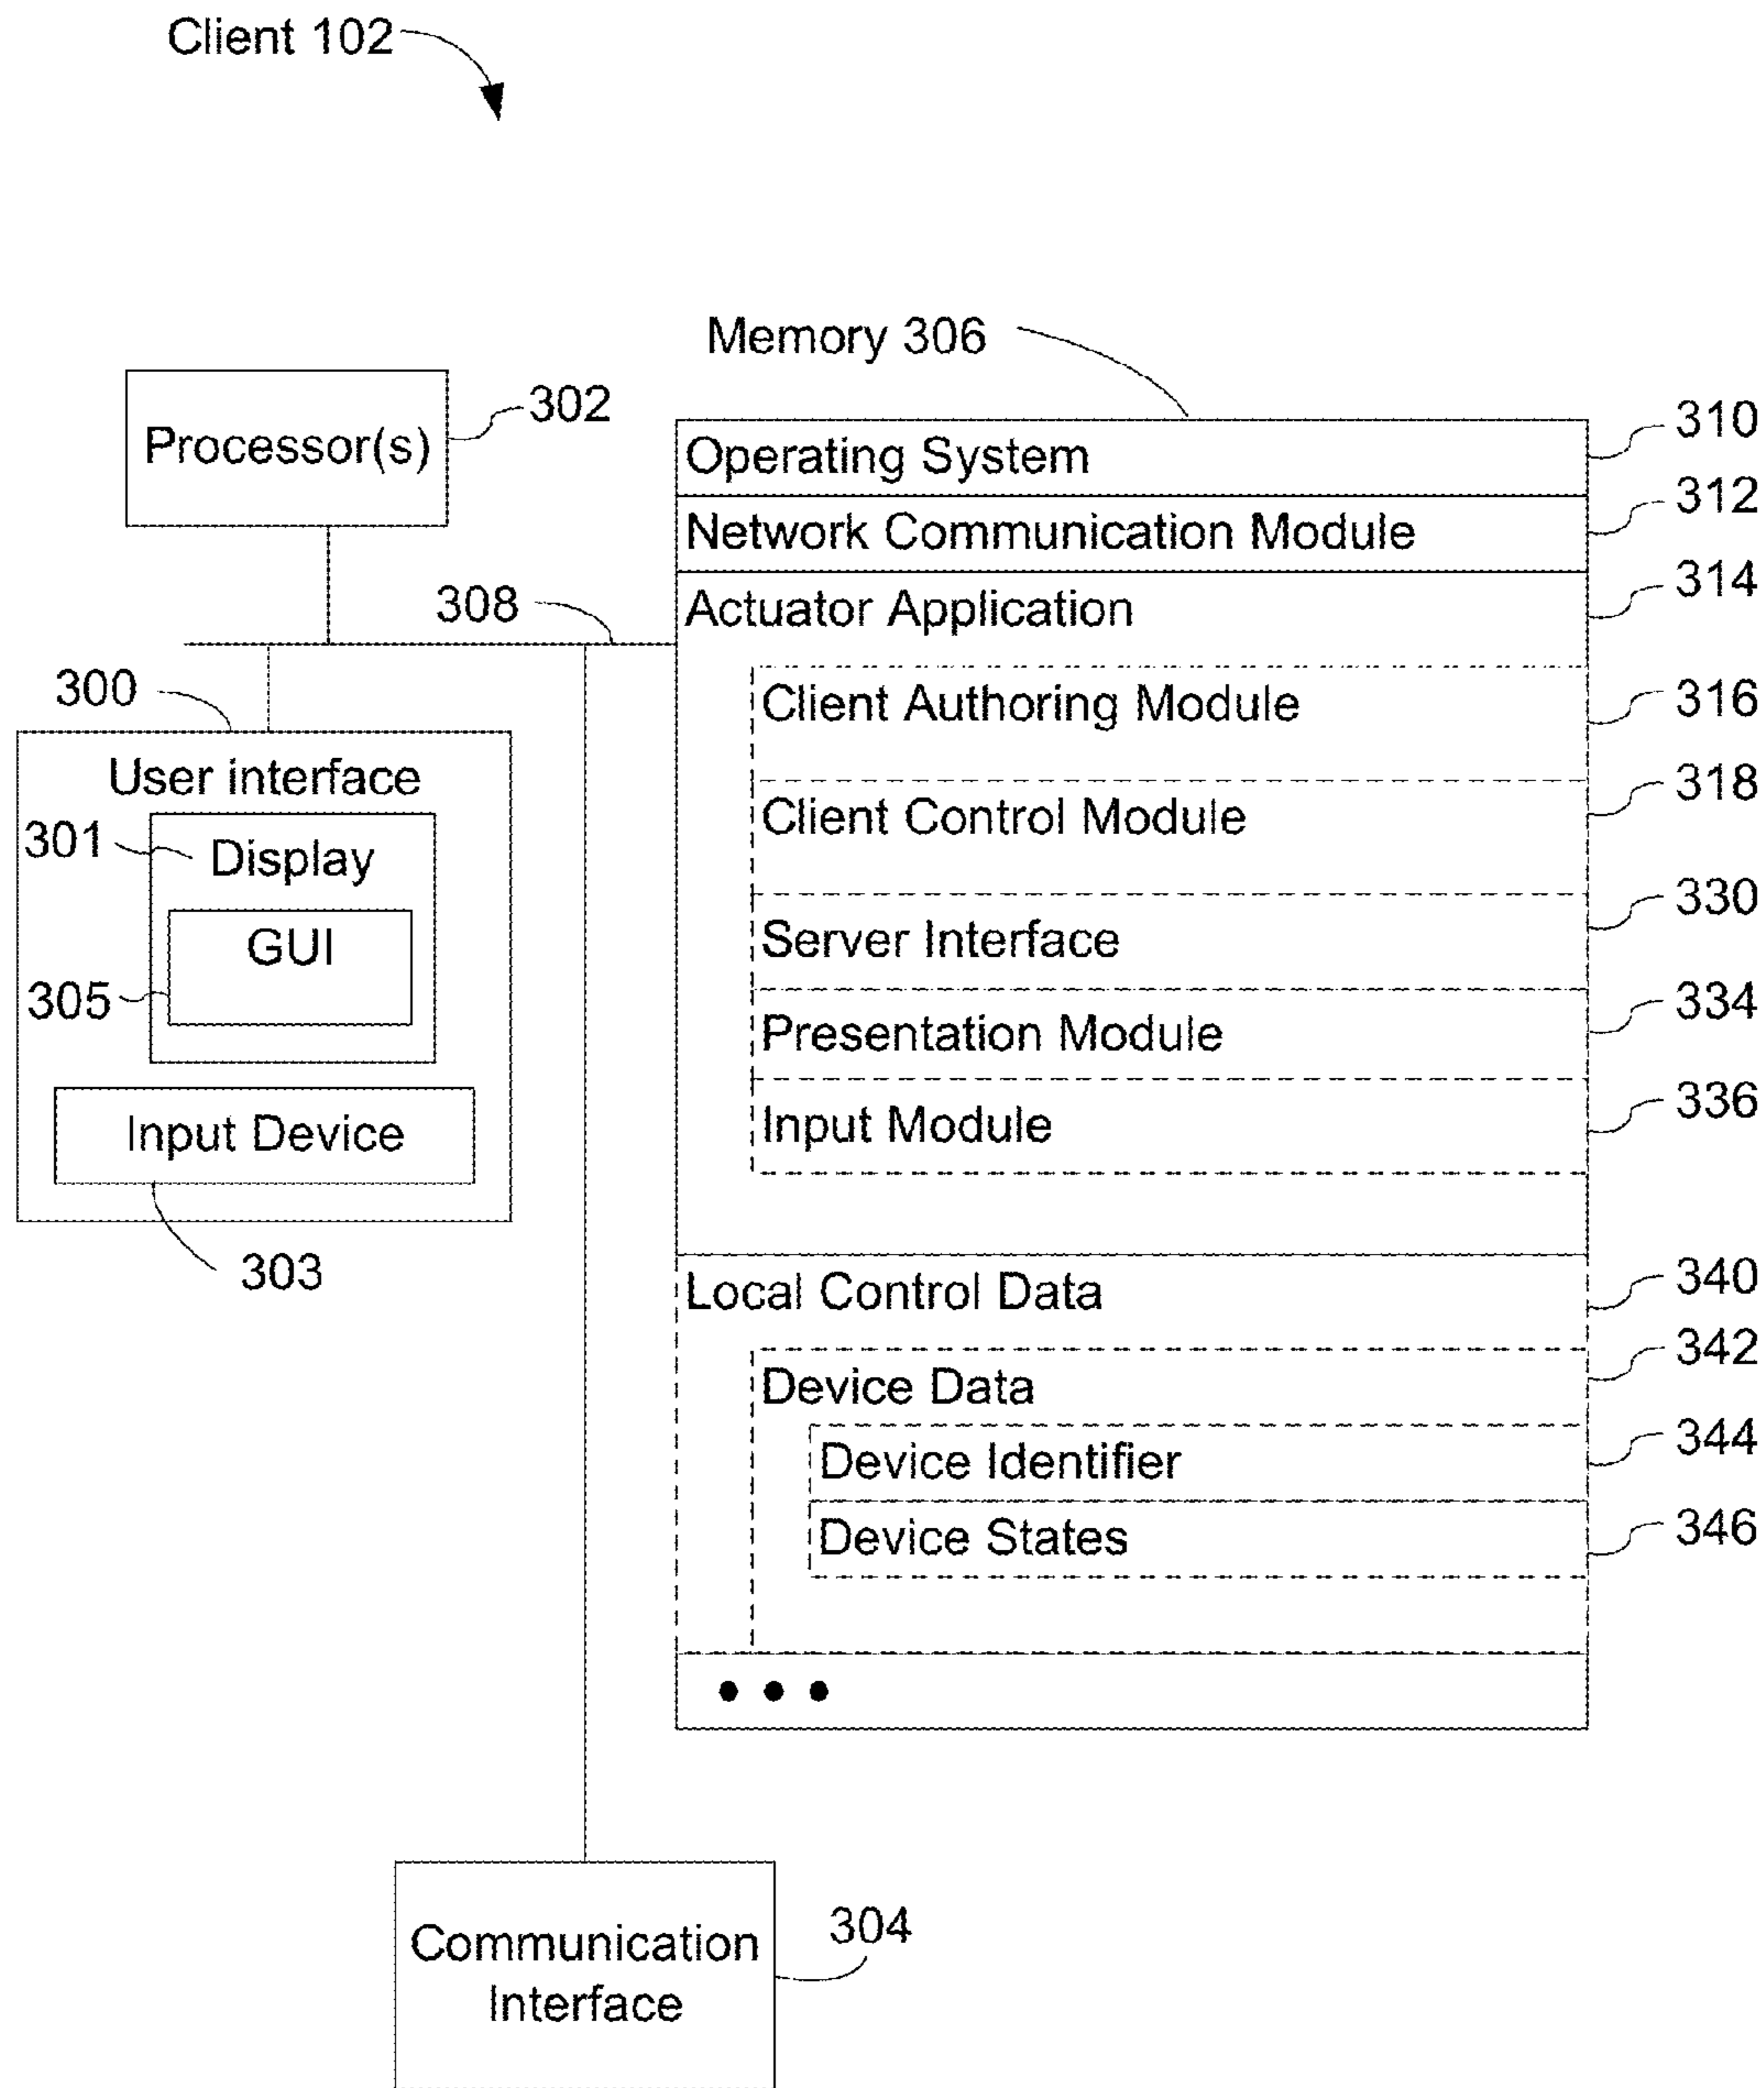 Client 102
Memory 306
Processor(s)
302
Operating System
310
Network Communication Module
312
Actuator Application
314
308
Client Authoring Module
316
300
User interface
Client Control Module
318
301
Display
Server Interface
330
GUI
305
Presentation Module
334
Input Module
336
Input Device
303
Local Control Data
340
Device Data
342
Device Identifier
344
Device States
346
• • •
Communication
Interface
304